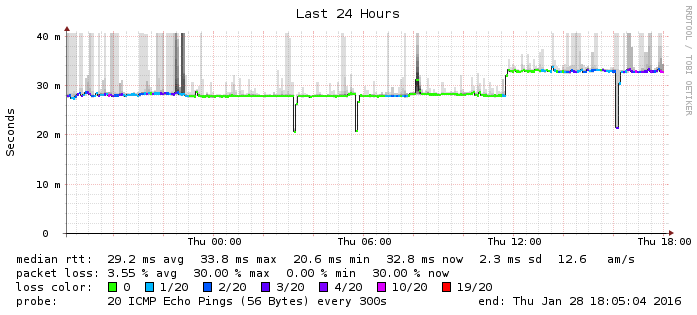 Last 24 Hours
RRDTOOL / TOBI OETIKER
Seconds
40 m
30 m
20 m
10 m
0
Thu 00:00 Thu 06:00 Thu 12:00 Thu 18:00
median rtt: 29.2 ms avg 33.8 ms max 20.6 ms min 32.8 ms now 2.3 ms sd 12.6 am/s
packet loss: 3.55 % avg 30.00 % max 0.00 % min 30.00 % now
loss color: 0 1/20 2/20 3/20 4/20 10/20 19/20
probe: 20 ICMP Echo Pings (56 Bytes) every 300s end: Thu Jan 28 18:05:04 2016